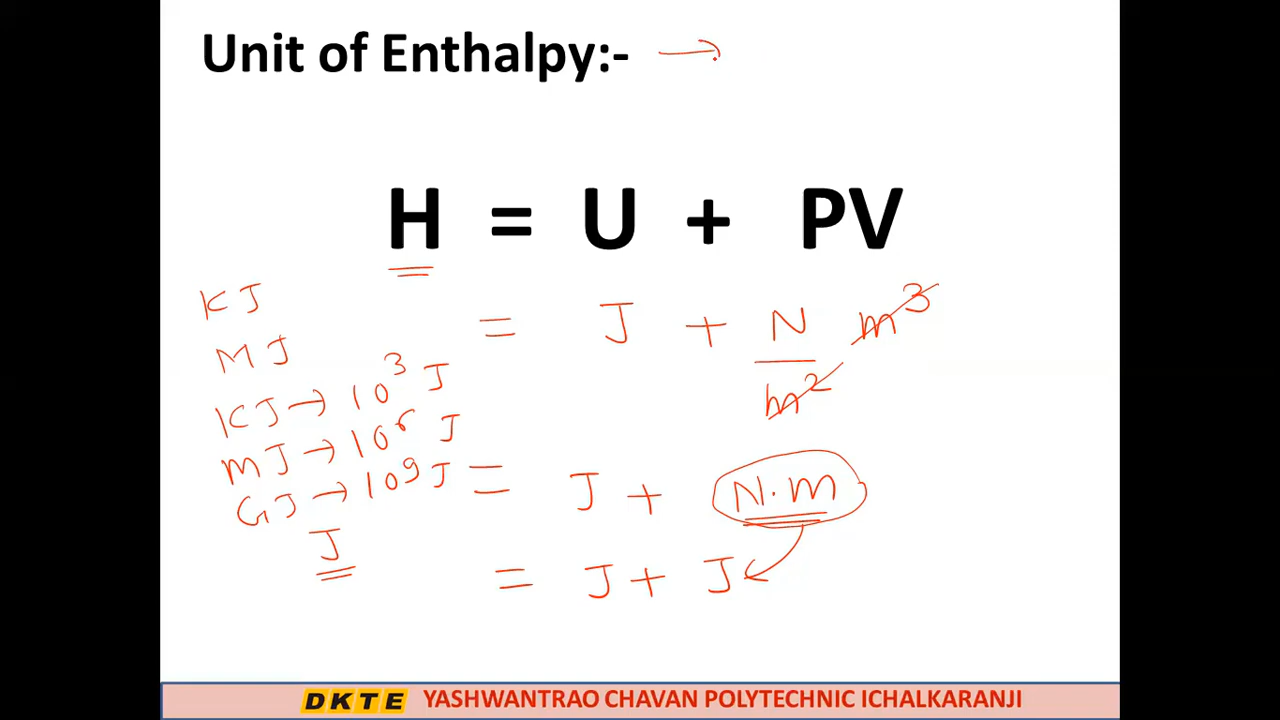 Unit of Enthalpy:- →
H = U + PV
KJ
MJ
KJ → 10³ J
MJ → 10⁶ J
GJ → 10⁹ J
J
= J + N/m² m³
= J + N·m
= J + J
DKTE YASHWANTRAO CHAVAN POLYTECHNIC ICHALKARANJI